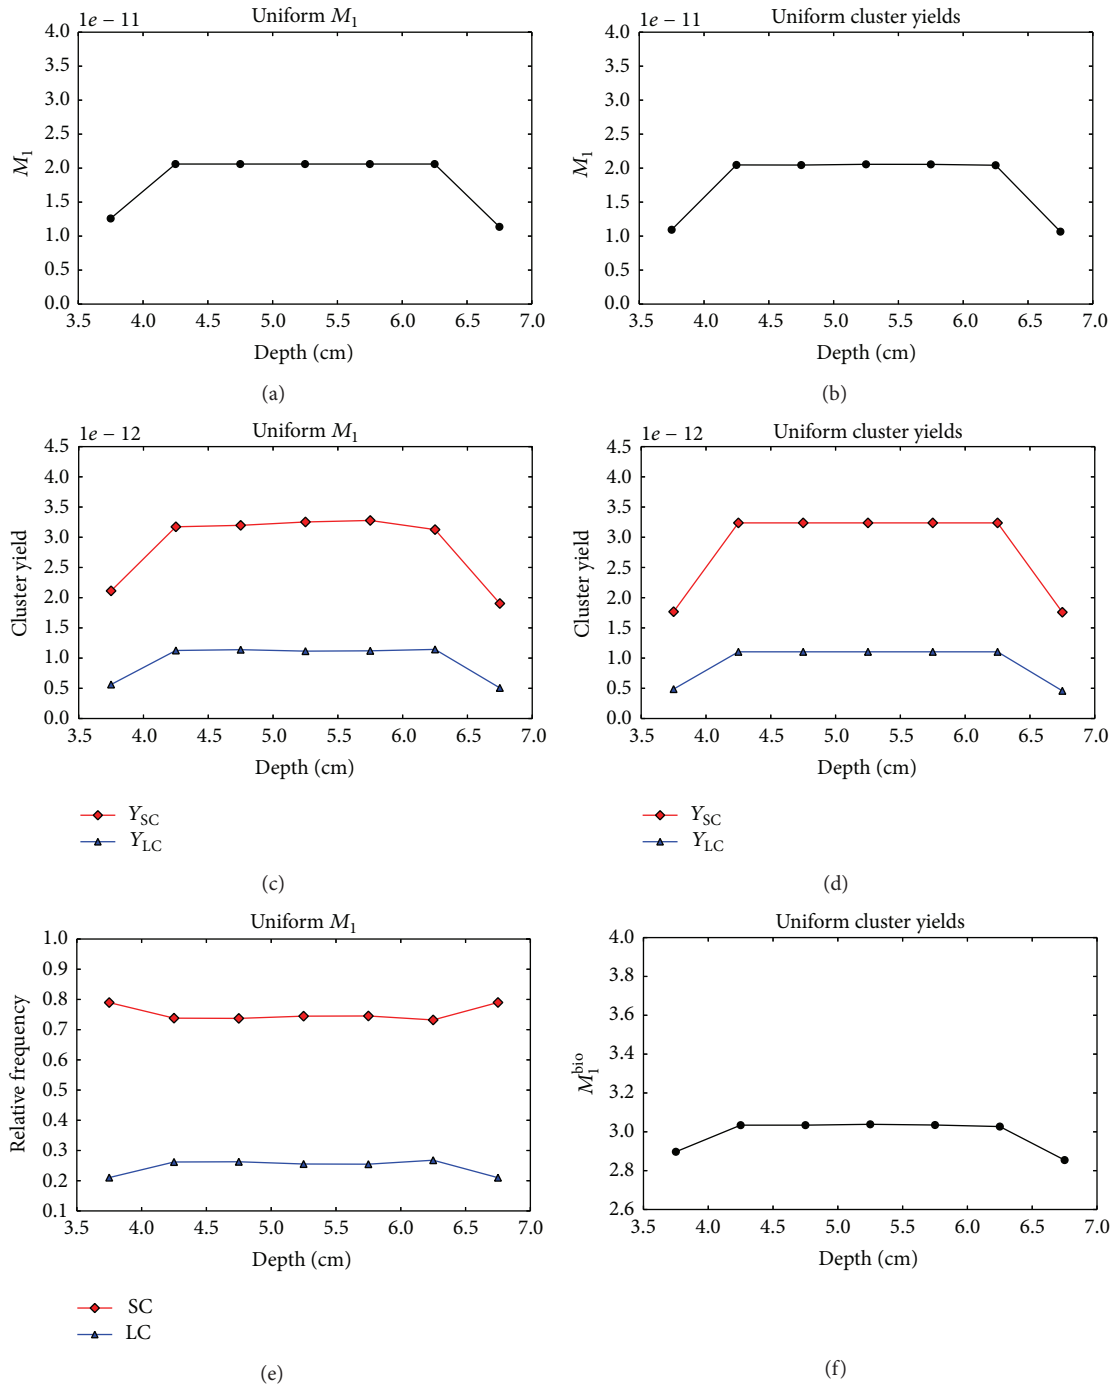 Uniform M₁
1e − 11
4.0
3.5
3.0
2.5
2.0
1.5
1.0
0.5
0.0
M₁
3.5 4.0 4.5 5.0 5.5 6.0 6.5 7.0
Depth (cm)
(a)
Uniform cluster yields
1e − 11
4.0
3.5
3.0
2.5
2.0
1.5
1.0
0.5
0.0
M₁
3.5 4.0 4.5 5.0 5.5 6.0 6.5 7.0
Depth (cm)
(b)
Uniform M₁
1e − 12
4.5
4.0
3.5
3.0
2.5
2.0
1.5
1.0
0.5
0.0
Cluster yield
3.5 4.0 4.5 5.0 5.5 6.0 6.5 7.0
Depth (cm)
Y_SC
Y_LC
(c)
Uniform cluster yields
1e − 12
4.5
4.0
3.5
3.0
2.5
2.0
1.5
1.0
0.5
0.0
Cluster yield
3.5 4.0 4.5 5.0 5.5 6.0 6.5 7.0
Depth (cm)
Y_SC
Y_LC
(d)
Uniform M₁
1.0
0.9
0.8
0.7
0.6
0.5
0.4
0.3
0.2
0.1
Relative frequency
3.5 4.0 4.5 5.0 5.5 6.0 6.5 7.0
Depth (cm)
SC
LC
(e)
Uniform cluster yields
4.0
3.8
3.6
3.4
3.2
3.0
2.8
2.6
M₁^bio
3.5 4.0 4.5 5.0 5.5 6.0 6.5 7.0
Depth (cm)
(f)